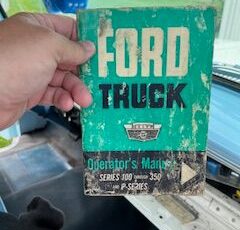 FORD
TRUCK
Operator's Manual
SERIES 100 THROUGH 350
AND P-SERIES